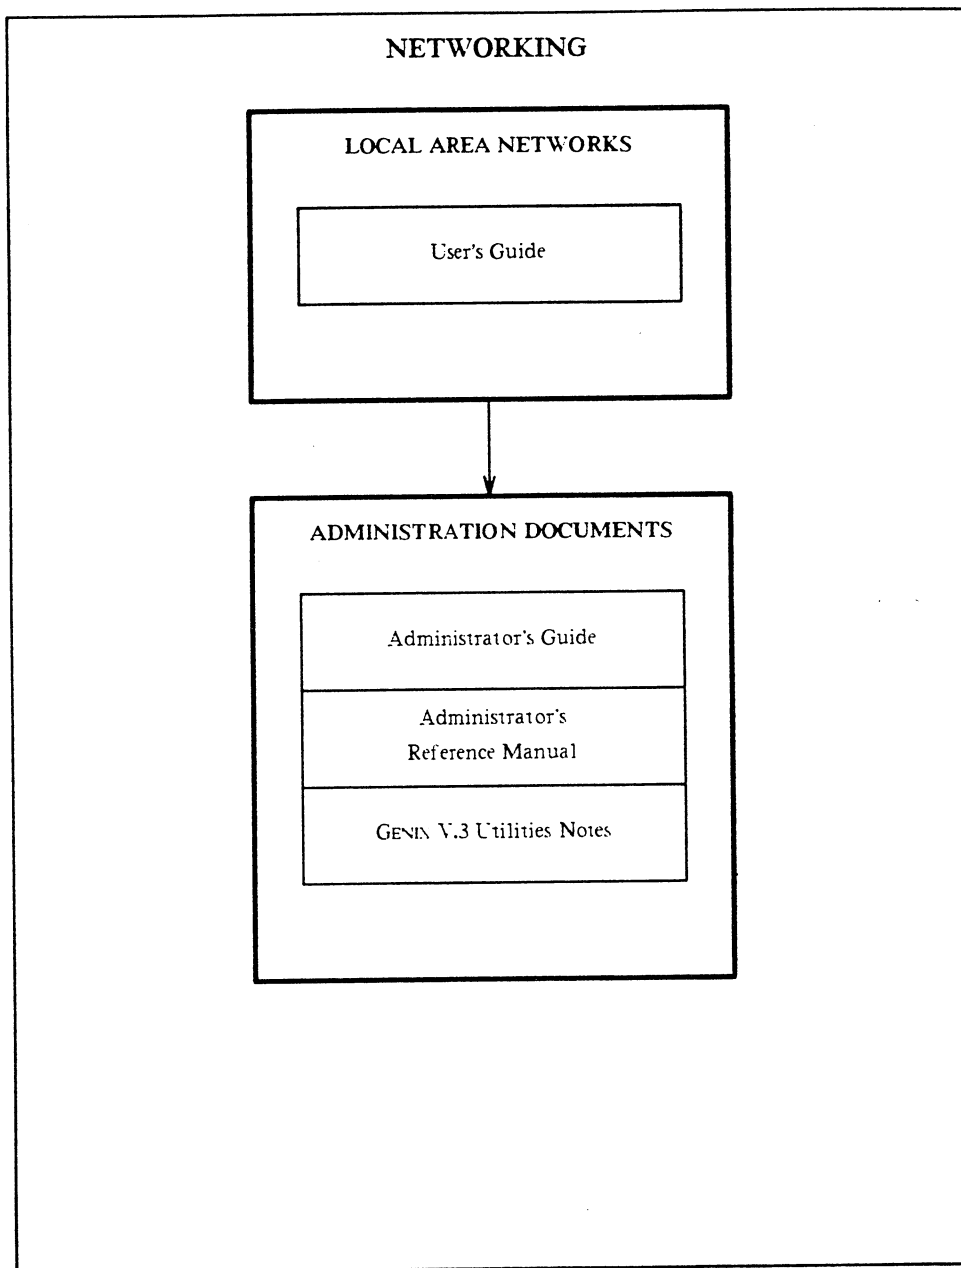 NETWORKING
LOCAL AREA NETWORKS
User's Guide
ADMINISTRATION DOCUMENTS
Administrator's Guide
Administrator's
Reference Manual
GENIX V.3 Utilities Notes